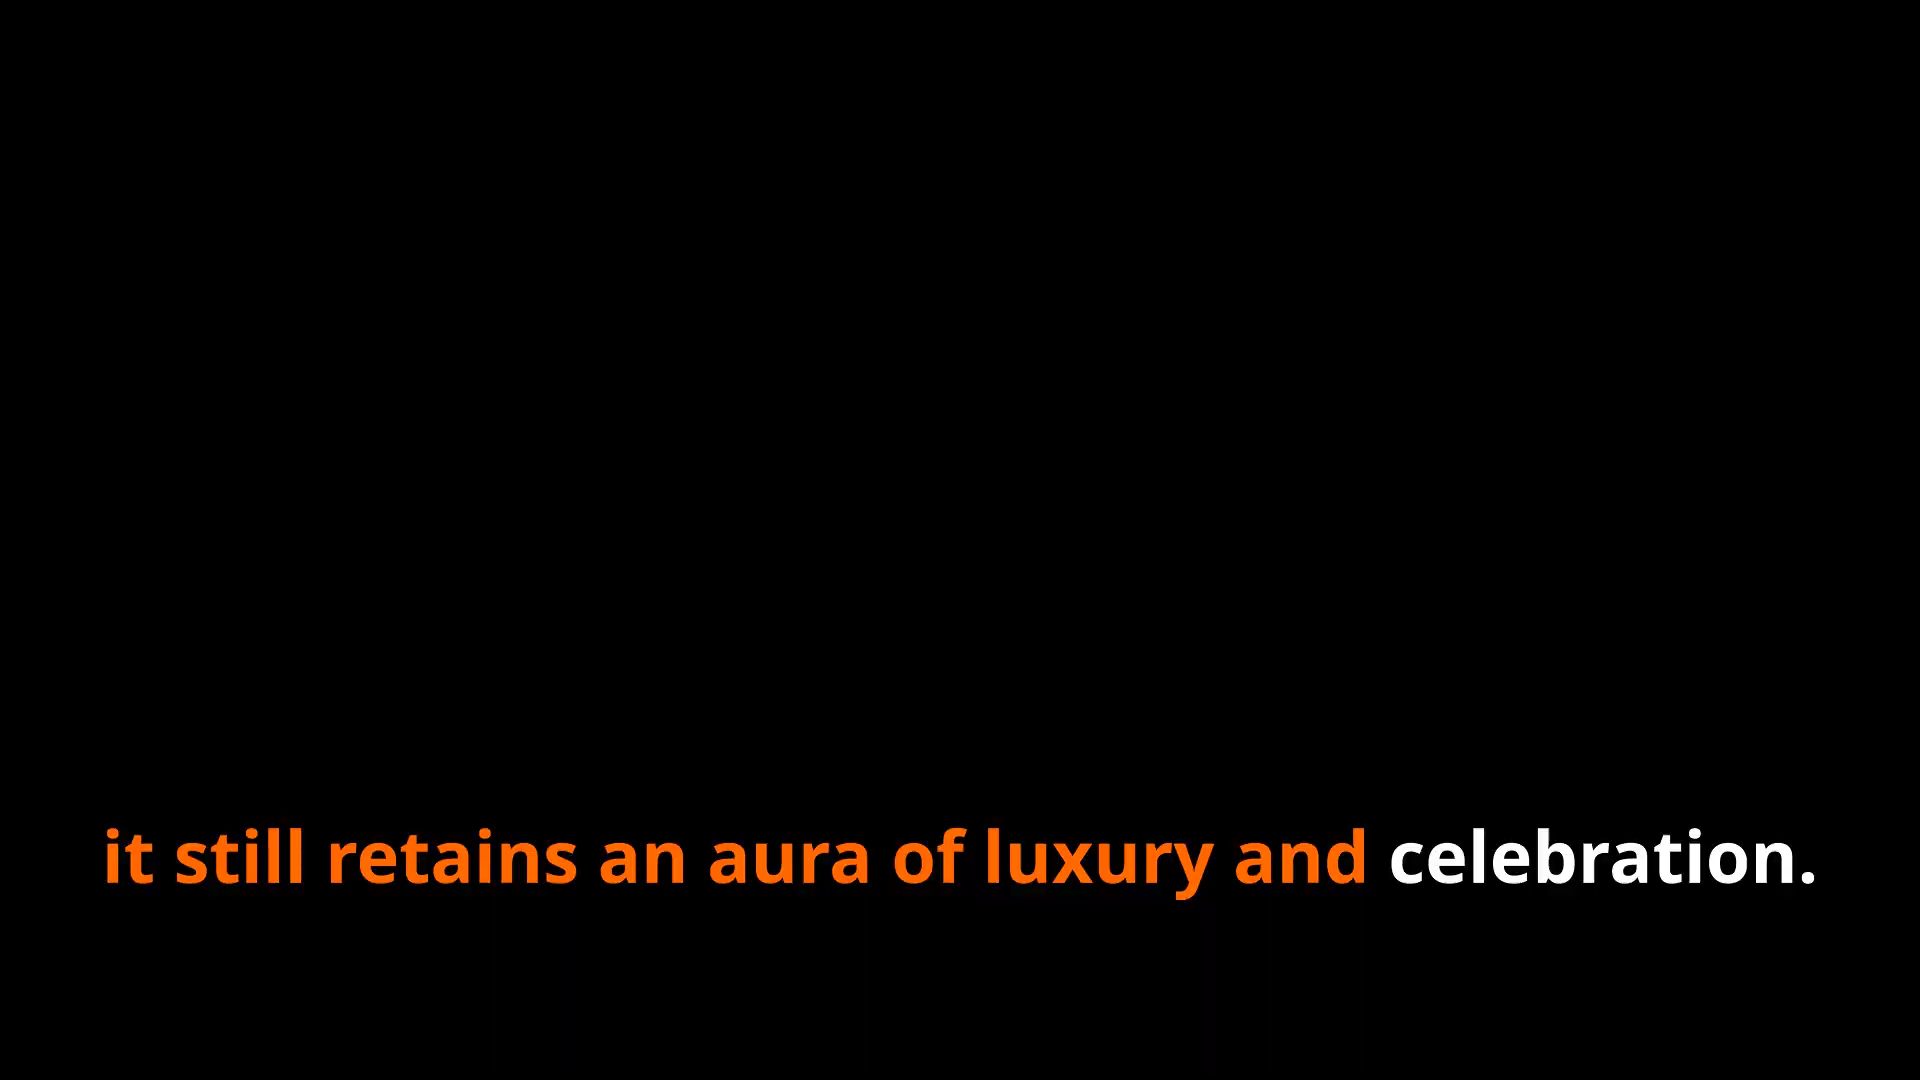 it still retains an aura of luxury and celebration.